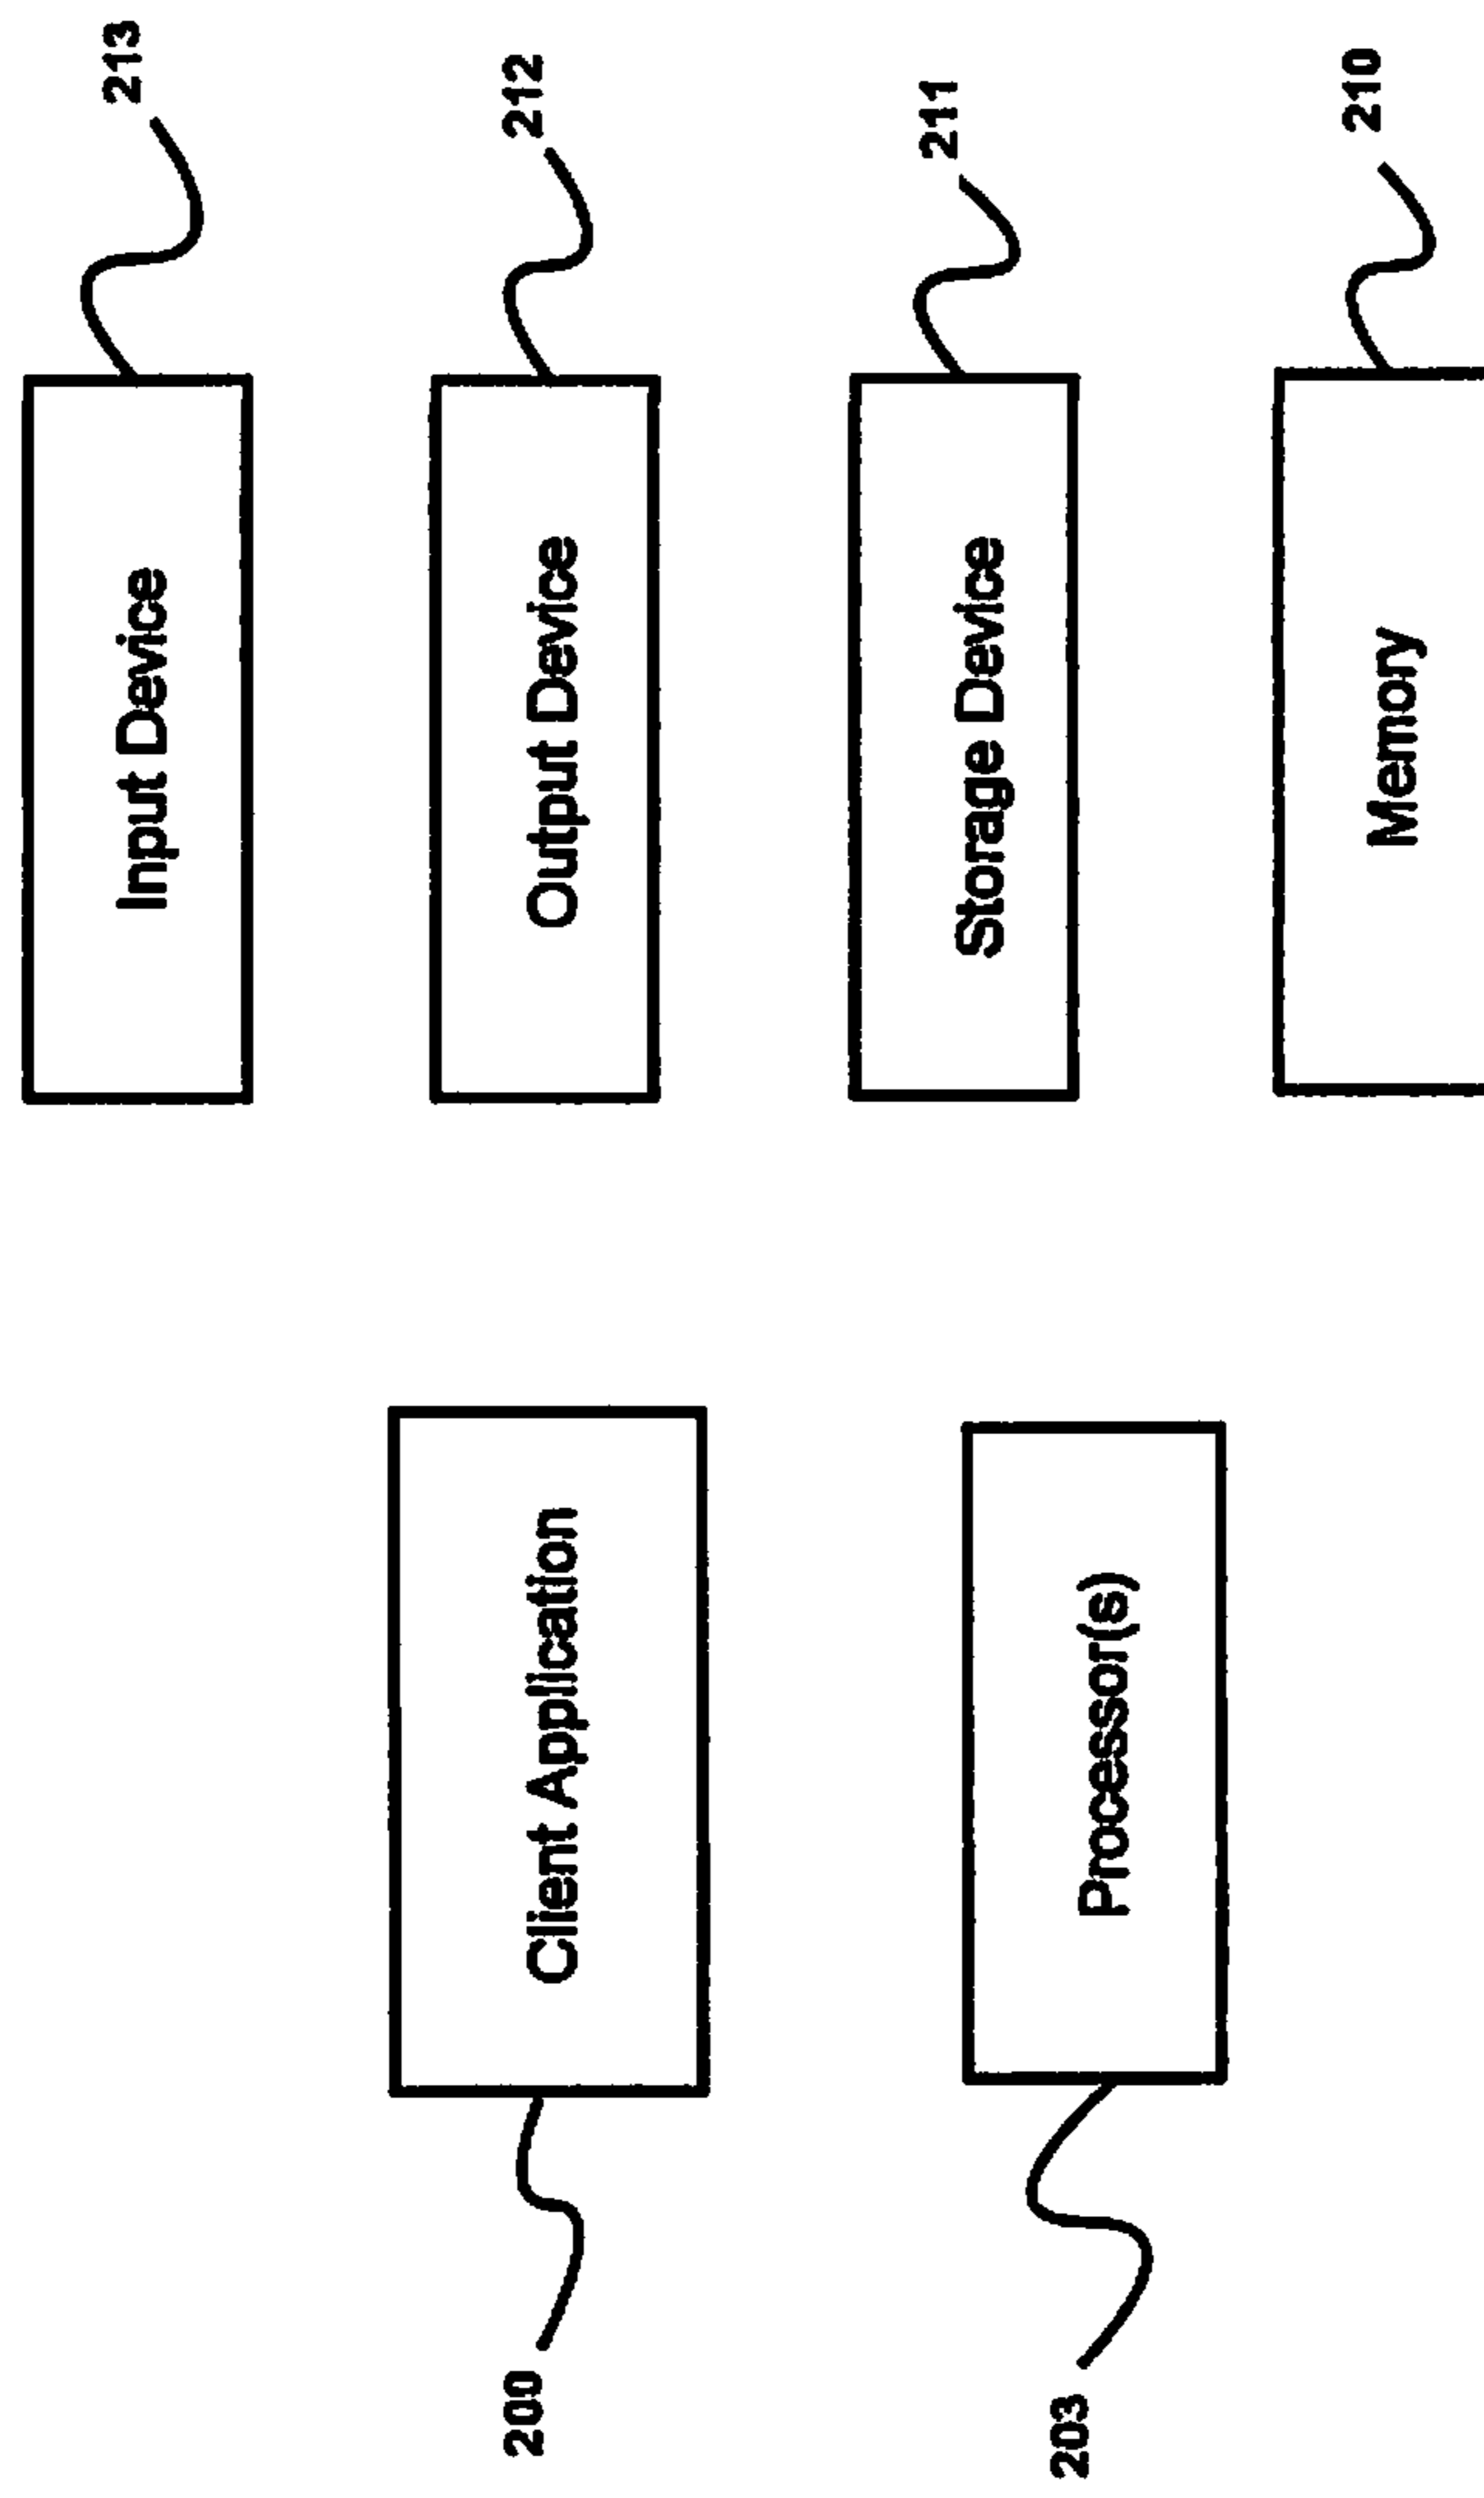 213
Input Device
212
Output Device
200
Client Application
211
Storage Device
203
Processor(s)
210
Memory